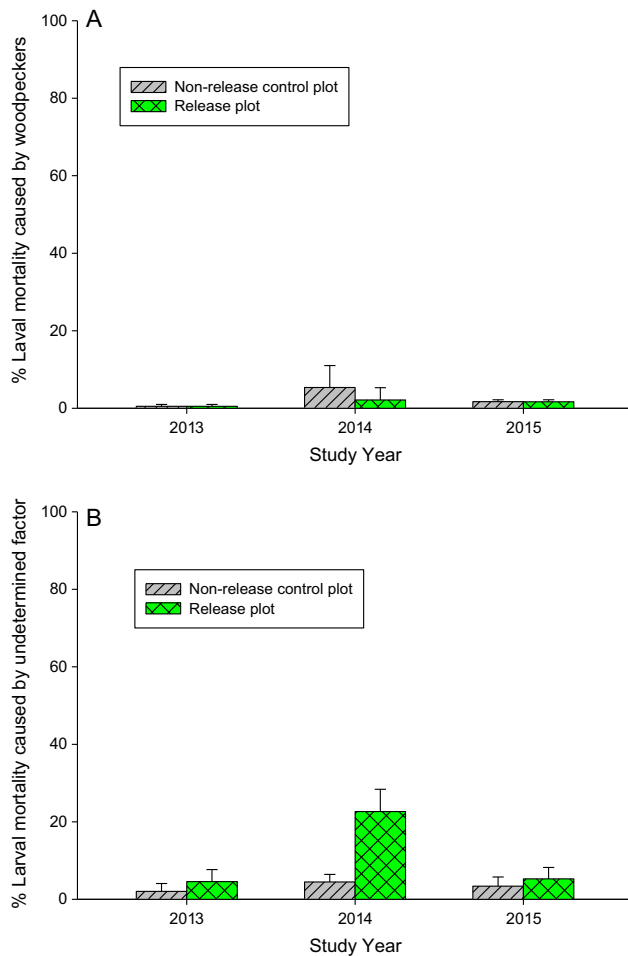 A
% Laval mortality caused by woodpeckers
100
80
60
40
20
0
Non-release control plot
Release plot
2013 2014 2015
Study Year
B
% Larval mortality caused by undetermined factor
100
80
60
40
20
0
Non-release control plot
Release plot
2013 2014 2015
Study Year